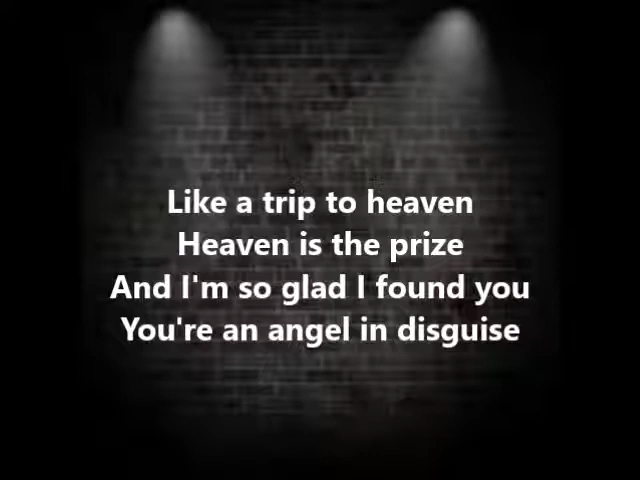 Like a trip to heaven
Heaven is the prize
And I'm so glad I found you
You're an angel in disguise